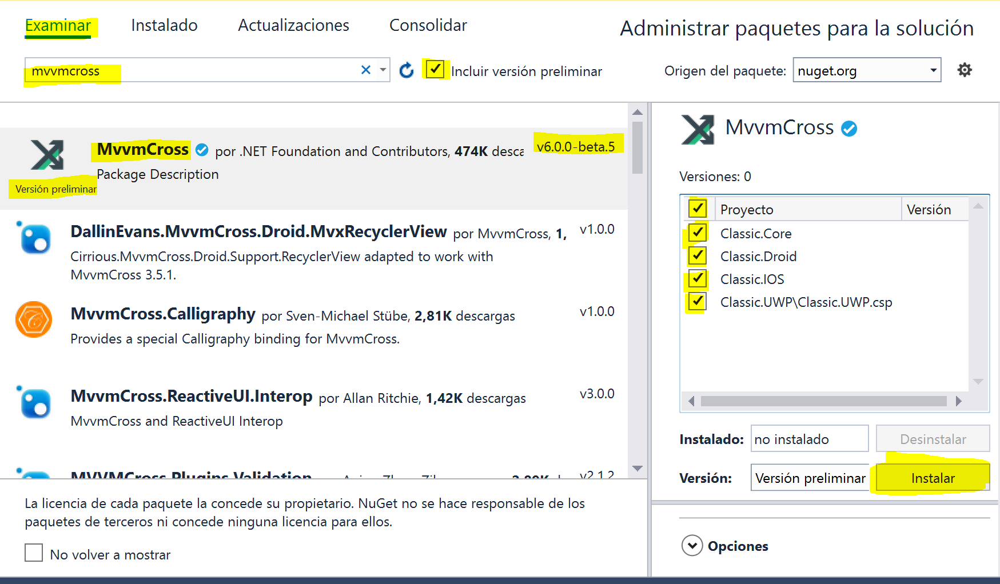 Examinar Instalado Actualizaciones Consolidar
Administrar paquetes para la solución
mvvmcross
Incluir versión preliminar
Origen del paquete: nuget.org
MvvmCross por .NET Foundation and Contributors, 474K desca
v6.0.0-beta.5
Package Description
Versión preliminar
DallinEvans.MvvmCross.Droid.MvxRecyclerView por MvvmCross, 1, v1.0.0
Cirrious.MvvmCross.Droid.Support.RecyclerView adapted to work with
MvvmCross 3.5.1.
MvvmCross.Calligraphy por Sven-Michael Stübe, 2,81K descargas v1.0.0
Provides a special Calligraphy binding for MvvmCross.
MvvmCross.ReactiveUI.Interop por Allan Ritchie, 1,42K descargas v3.0.0
MvvmCross and ReactiveUI Interop
MVVMCross.Plugins.Validation v2.1.2
La licencia de cada paquete la concede su propietario. NuGet no se hace responsable de los
paquetes de terceros ni concede ninguna licencia para ellos.
No volver a mostrar
MvvmCross
Versiones: 0
Proyecto Versión
Classic.Core
Classic.Droid
Classic.IOS
Classic.UWP\Classic.UWP.csp
Instalado: no instalado Desinstalar
Versión: Versión preliminar Instalar
Opciones